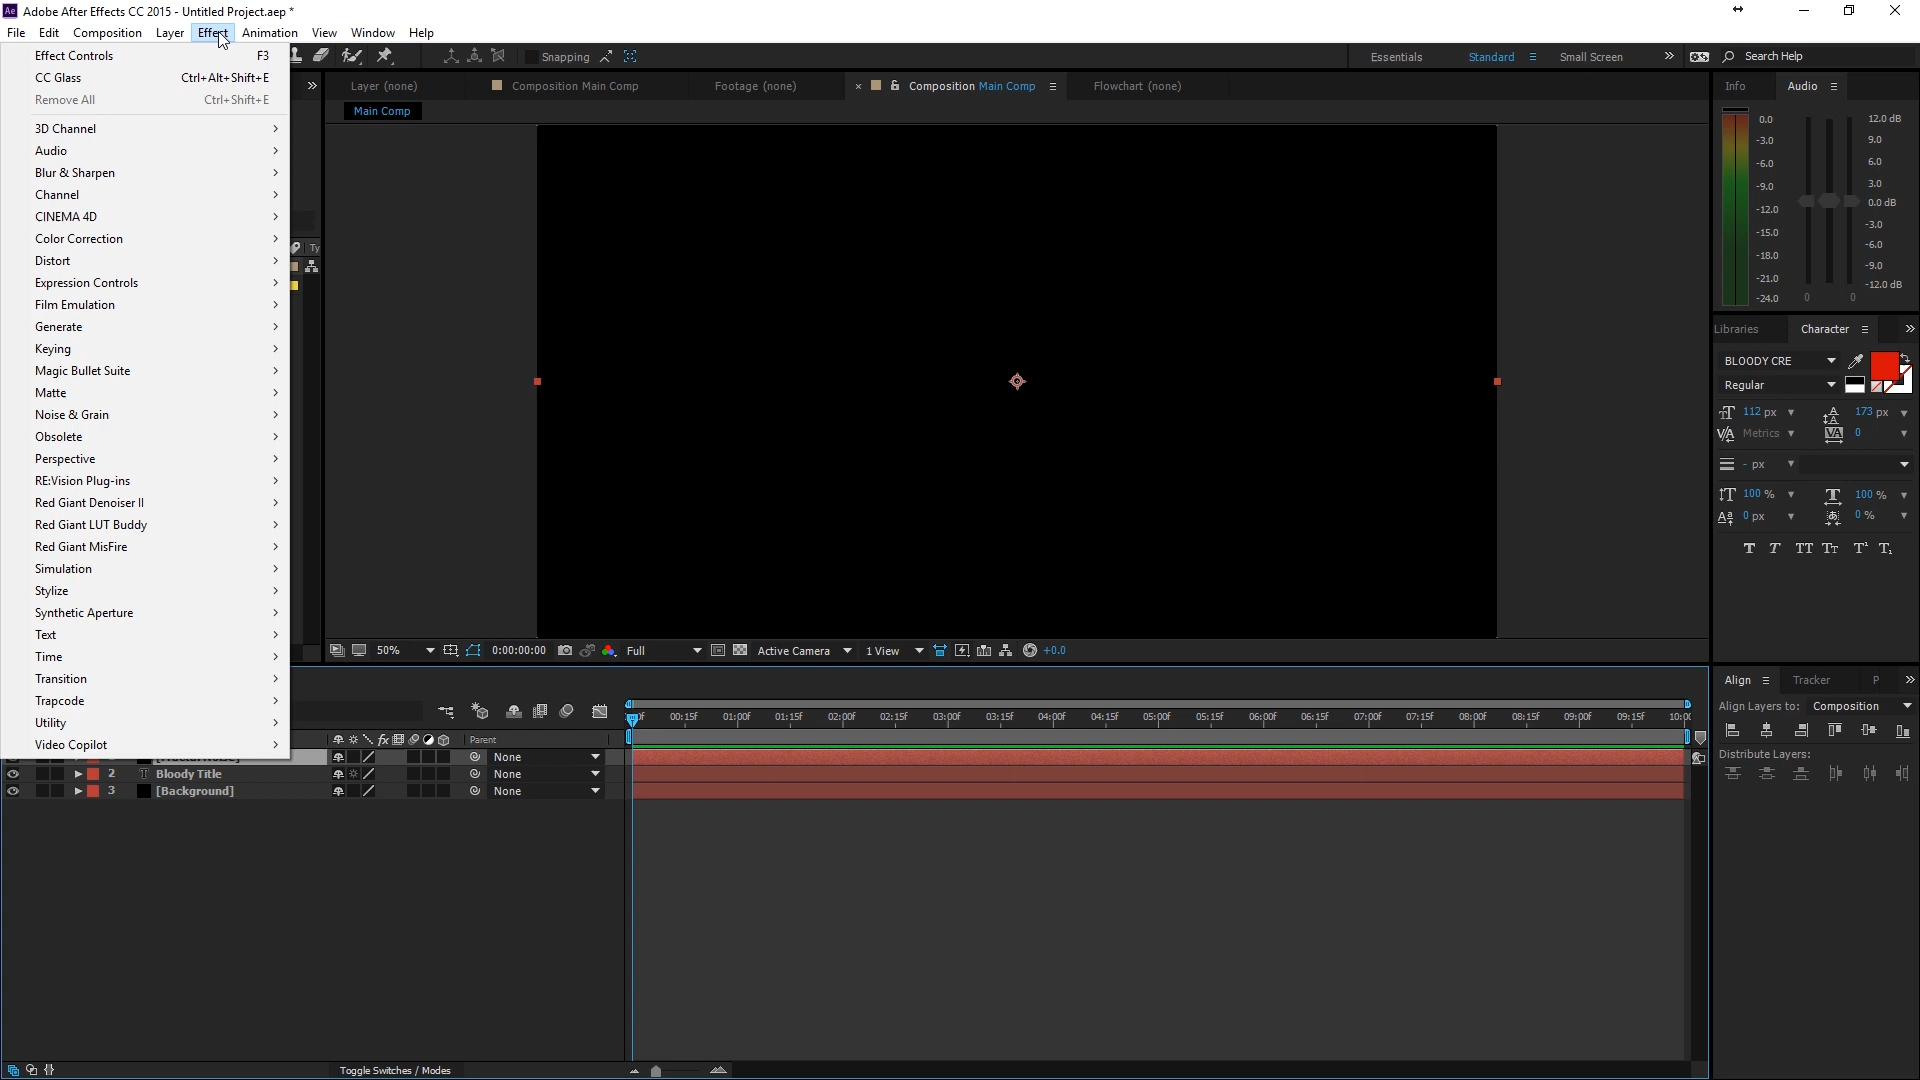 Adobe After Effects CC 2015 - Untitled Project.aep *
File Edit Composition Layer Effect Animation View Window Help
Effect Controls F3
CC Glass Ctrl+Alt+Shift+E
Remove All Ctrl+Shift+E
3D Channel
Audio
Blur & Sharpen
Channel
CINEMA 4D
Color Correction
Distort
Expression Controls
Film Emulation
Generate
Keying
Magic Bullet Suite
Matte
Noise & Grain
Obsolete
Perspective
RE:Vision Plug-ins
Red Giant Denoiser II
Red Giant LUT Buddy
Red Giant MisFire
Simulation
Stylize
Synthetic Aperture
Text
Time
Transition
Trapcode
Utility
Video Copilot
Snapping
Essentials Standard Small Screen Search Help
Layer (none) Composition Main Comp Footage (none) Composition Main Comp Flowchart (none)
Main Comp
Ty
50% 0:00:00:00 Full Active Camera 1 View +0.0
Info Audio
0.0
-3.0
-6.0
-9.0
-12.0
-15.0
-18.0
-21.0
-24.0
12.0 dB
9.0
6.0
3.0
0.0 dB
-3.0
-6.0
-9.0
-12.0 dB
0 0
Libraries Character
BLOODY CRE
Regular
112 px 173 px
Metrics 0
- px
100 % 100 %
0 px 0 %
T T TT Tt T¹ T₁
Align Tracker P
Align Layers to: Composition
Distribute Layers:
00:15f 01:00f 01:15f 02:00f 02:15f 03:00f 03:15f 04:00f 04:15f 05:00f 05:15f 06:00f 06:15f 07:00f 07:15f 08:00f 08:15f 09:00f 09:15f 10:00
Parent
None
2 T Bloody Title None
3 [Background] None
Toggle Switches / Modes